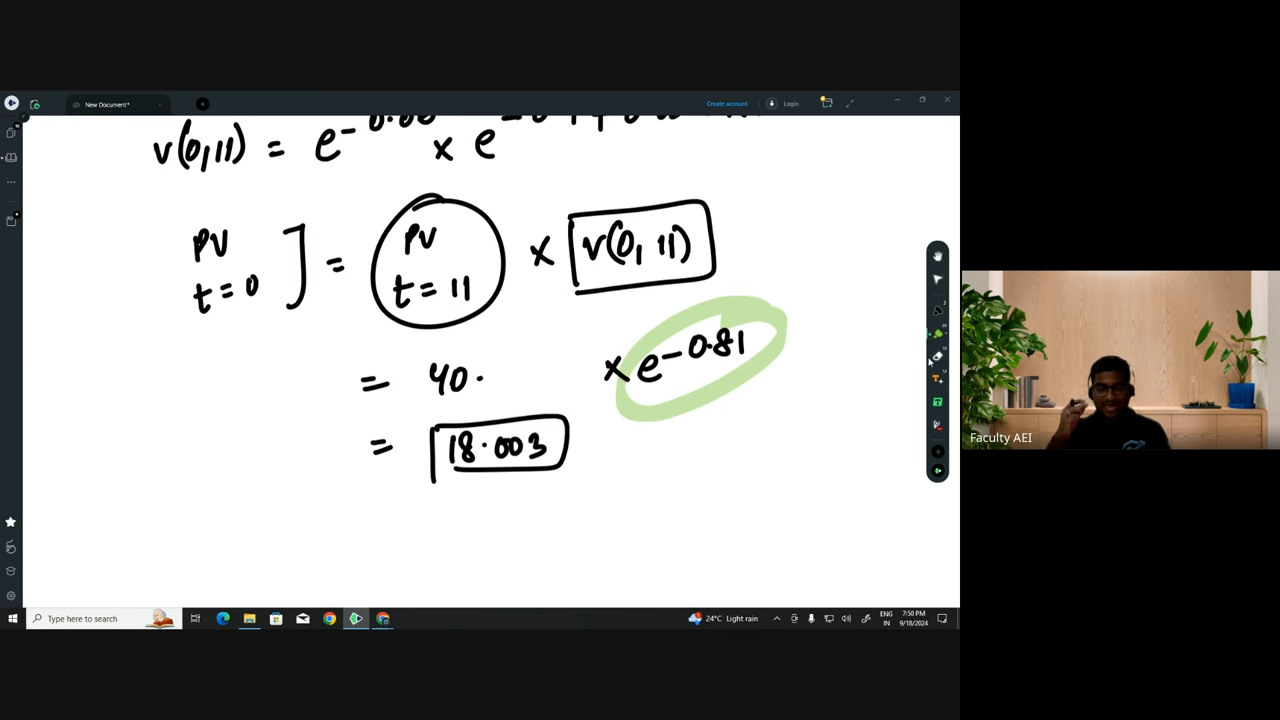 New Document*
Create account
Login
v(0,11) = e × e
PV
t=0 ] = PV
t=11 × v(0,11)
= 40. × e^-0.81
= 18.003
Faculty AEI
Type here to search
24°C Light rain
ENG
IN
7:50 PM
9/18/2024